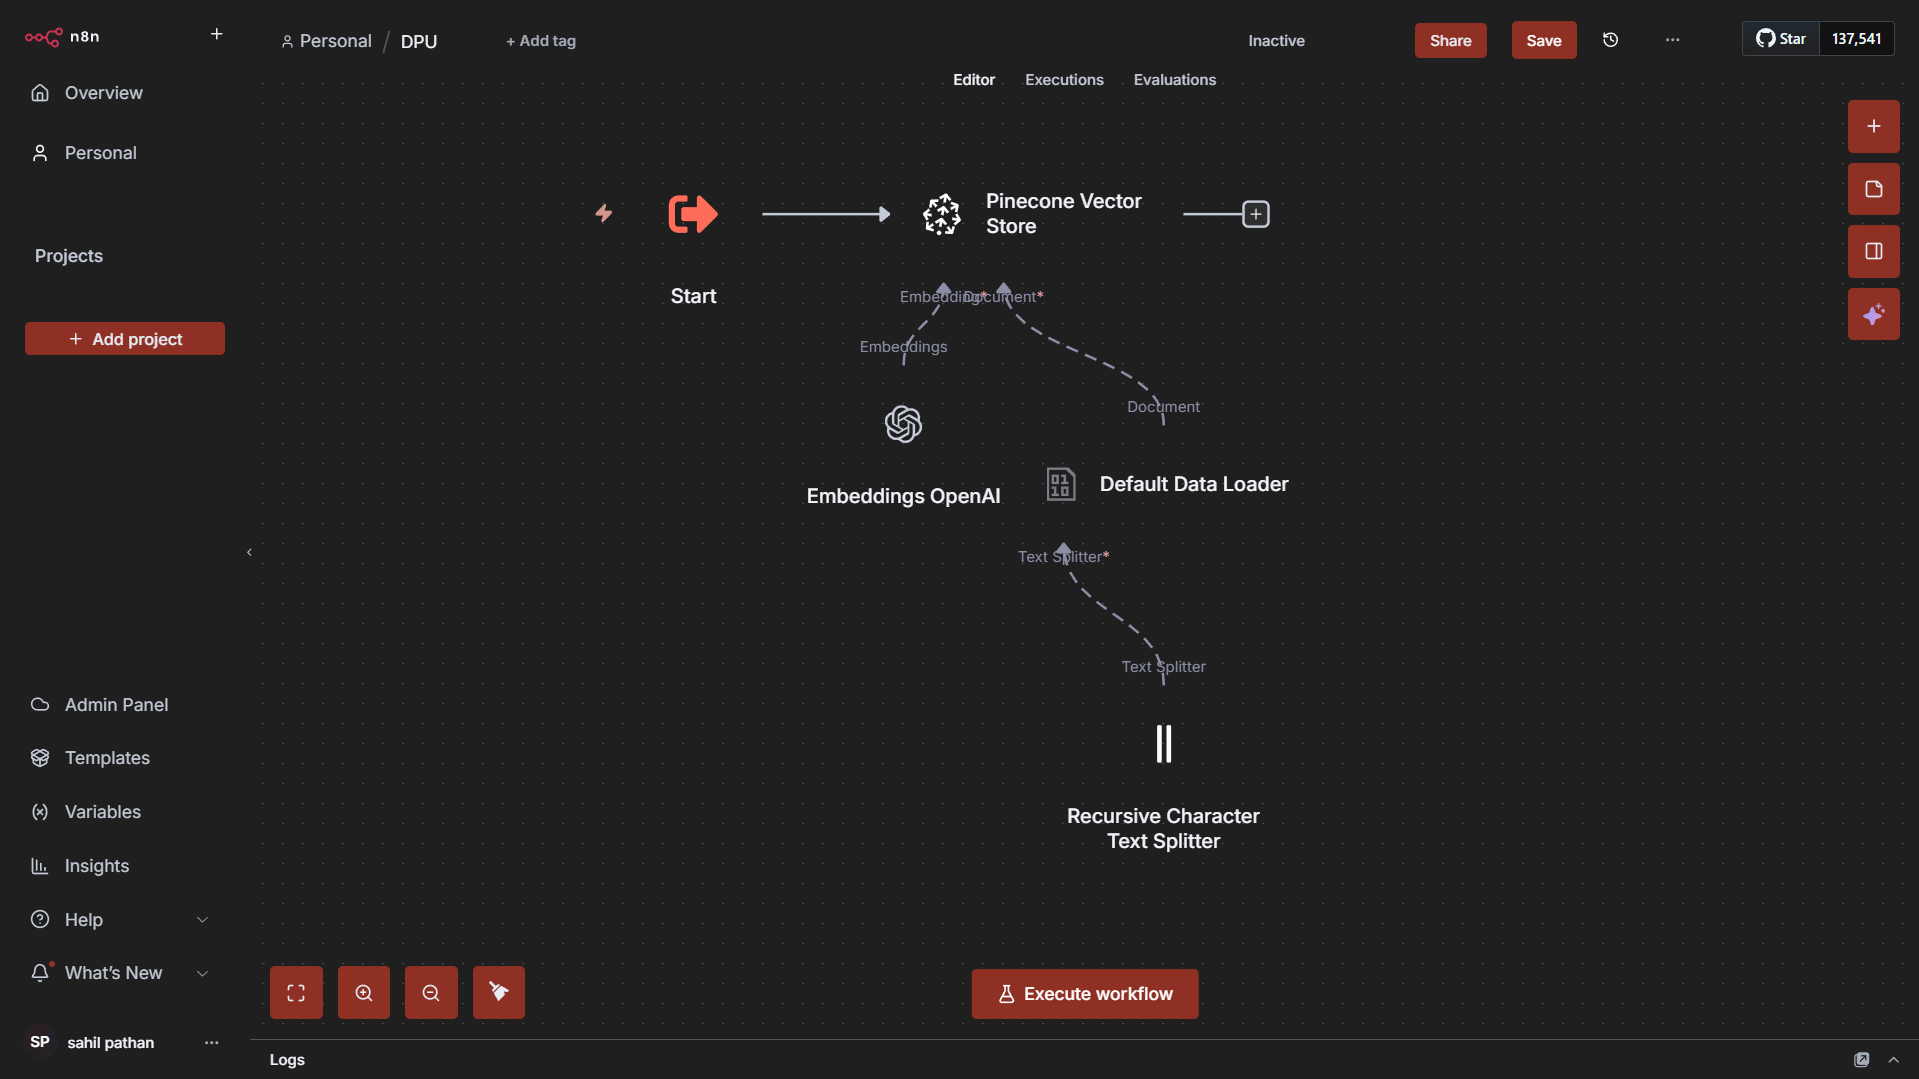 n8n
Personal / DPU
+ Add tag
Inactive
Share
Save
Star
137,541
Editor
Executions
Evaluations
Overview
Personal
Projects
Add project
Pinecone Vector
Store
Start
Embedding*
Document*
Embeddings
Document
Embeddings OpenAI
0110
Default Data Loader
Text Splitter*
Text Splitter
Recursive Character
Text Splitter
Admin Panel
Templates
Variables
Insights
Help
What's New
SP
sahil pathan
Execute workflow
Logs